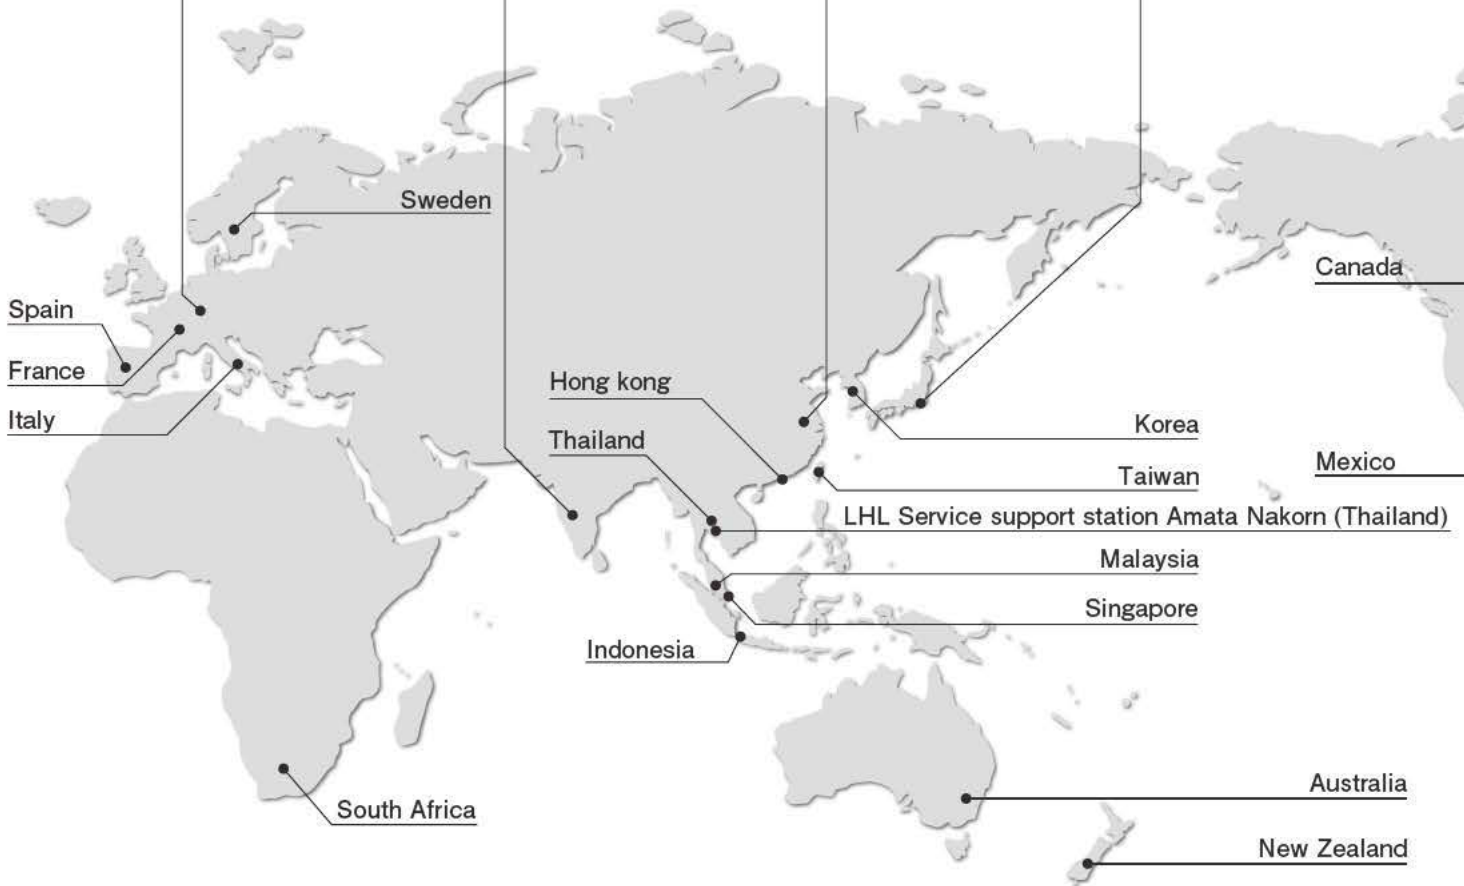 Sweden
Canada
Spain
France
Hong kong
Italy
Korea
Thailand
Mexico
Taiwan
LHL Service support station Amata Nakorn (Thailand)
Malaysia
Singapore
Indonesia
Australia
South Africa
New Zealand